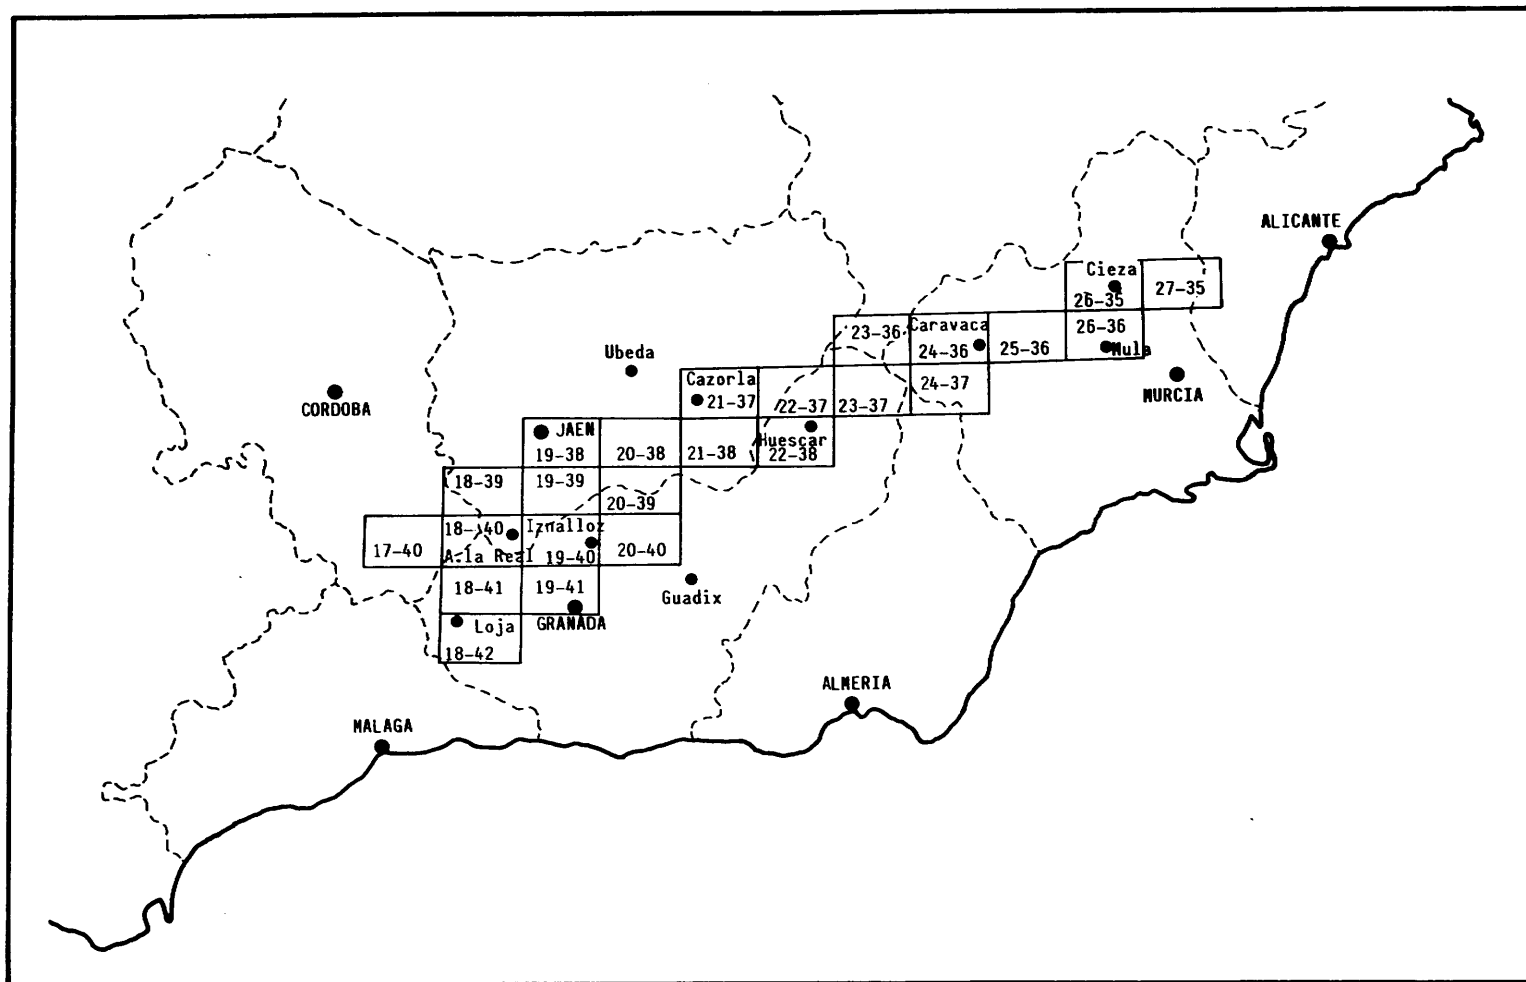 ALICANTE
Cieza
26-35
27-35
23-36
Caravaca
24-36
25-36
26-36
Mula
Ubeda
Cazorla
21-37
22-37
23-37
24-37
MURCIA
CORDOBA
JAEN
19-38
20-38
21-38
Huescar
22-38
18-39
19-39
20-39
17-40
18-40
A.la Real
Iznalloz
19-40
20-40
18-41
19-41
Guadix
Loja
GRANADA
18-42
ALMERIA
MALAGA